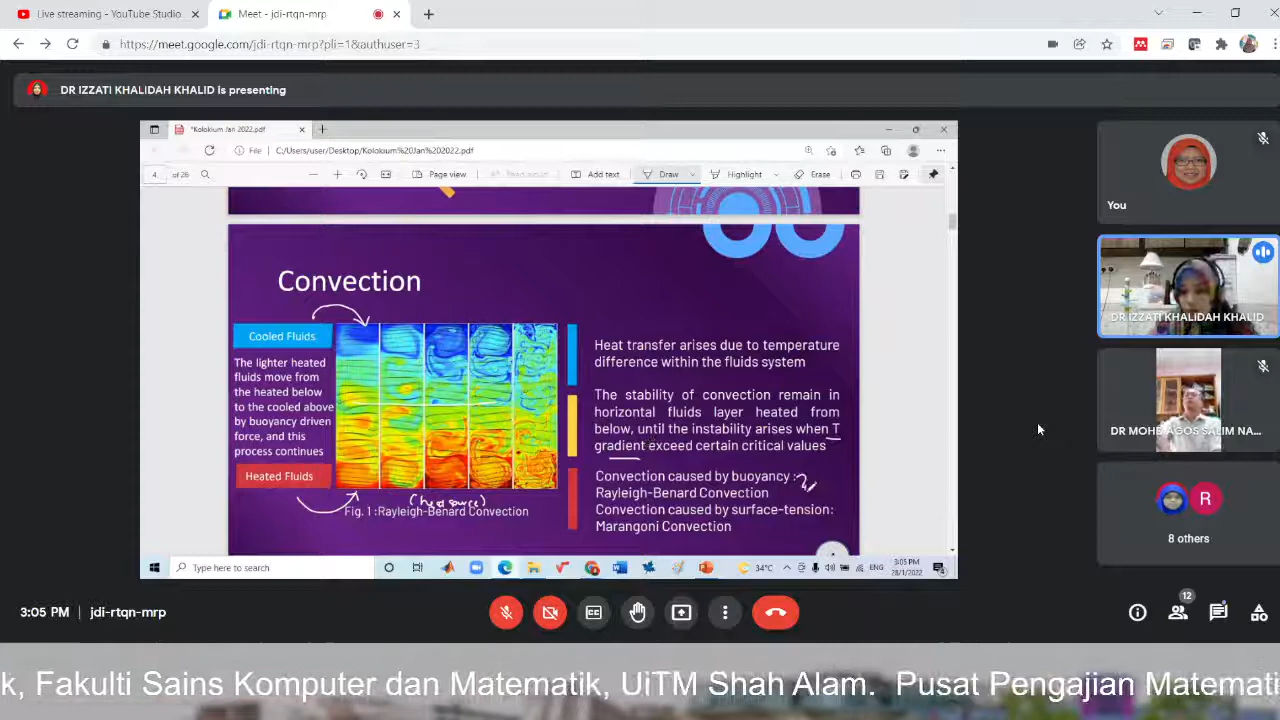 Live streaming - YouTube Studio
Meet - jdi-rtqn-mrp
https://meet.google.com/jdi-rtqn-mrp?pli=1&authuser=3
DR IZZATI KHALIDAH KHALID is presenting
*Kolokium Jan 2022.pdf
File
C:/Users/user/Desktop/Kolokium%20Jan%202022.pdf
4 of 26
Page view
Add text
Draw
Highlight
Erase
Convection
Cooled Fluids
The lighter heated
fluids move from
the heated below
to the cooled above
by buoyancy driven
force, and this
process continues
Heated Fluids
(heat source)
Fig. 1 :Rayleigh-Benard Convection
Heat transfer arises due to temperature
difference within the fluids system
The stability of convection remain in
horizontal fluids layer heated from
below, until the instability arises when T
gradient exceed certain critical values
Convection caused by buoyancy :
Rayleigh-Benard Convection
Convection caused by surface-tension:
Marangoni Convection
Type here to search
34°C
ENG
3:05 PM
28/1/2022
You
DR IZZATI KHALIDAH KHALID
DR MOHD AGOS SALIM NA...
R
8 others
3:05 PM | jdi-rtqn-mrp
12
k, Fakulti Sains Komputer dan Matematik, UiTM Shah Alam. Pusat Pengajian Matemati